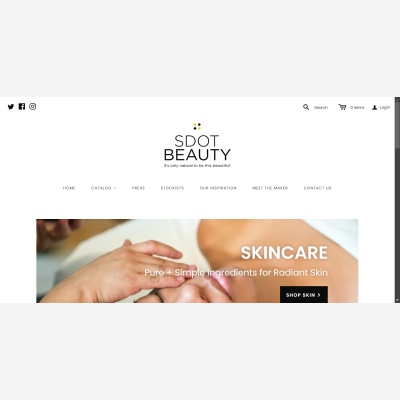 Search 0 items Login
SDOT
BEAUTY
it's only natural to be this beautiful!
HOME CATALOG PRESS STOCKISTS OUR INSPIRATION MEET THE MAKER CONTACT US
SKINCARE
Pure + Simple Ingredients for Radiant Skin
SHOP SKIN >